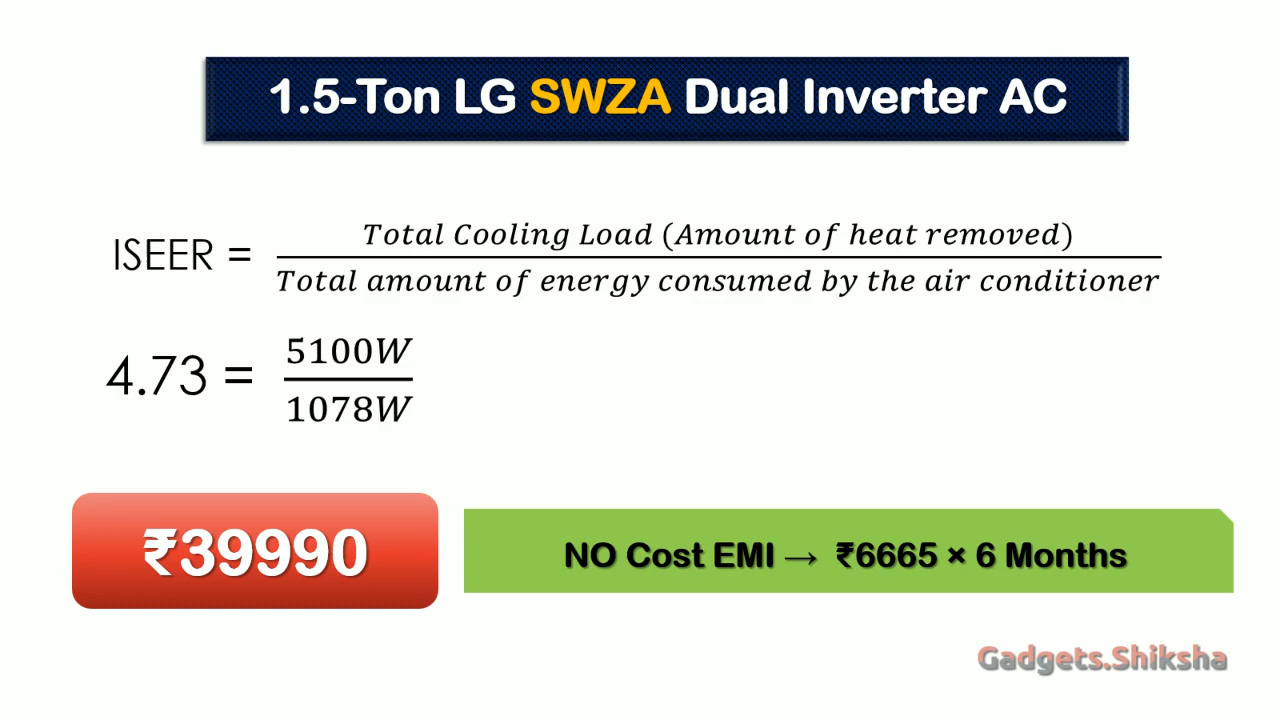 1.5-Ton LG SWZA Dual Inverter AC
ISEER = Total Cooling Load (Amount of heat removed)
Total amount of energy consumed by the air conditioner
4.73 = 5100W
1078W
₹39990
NO Cost EMI → ₹6665 × 6 Months
Gadgets.Shiksha